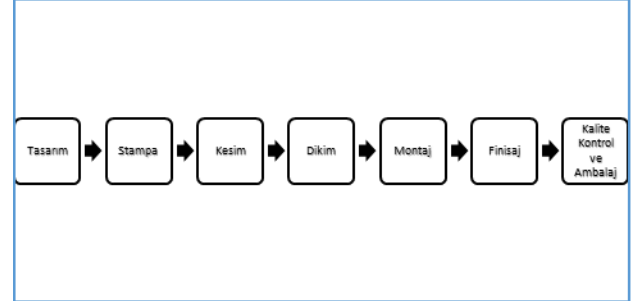 Tasarım
Stampa
Kesim
Dikim
Montaj
Finisaj
Kalite
Kontrol
ve
Ambalaj